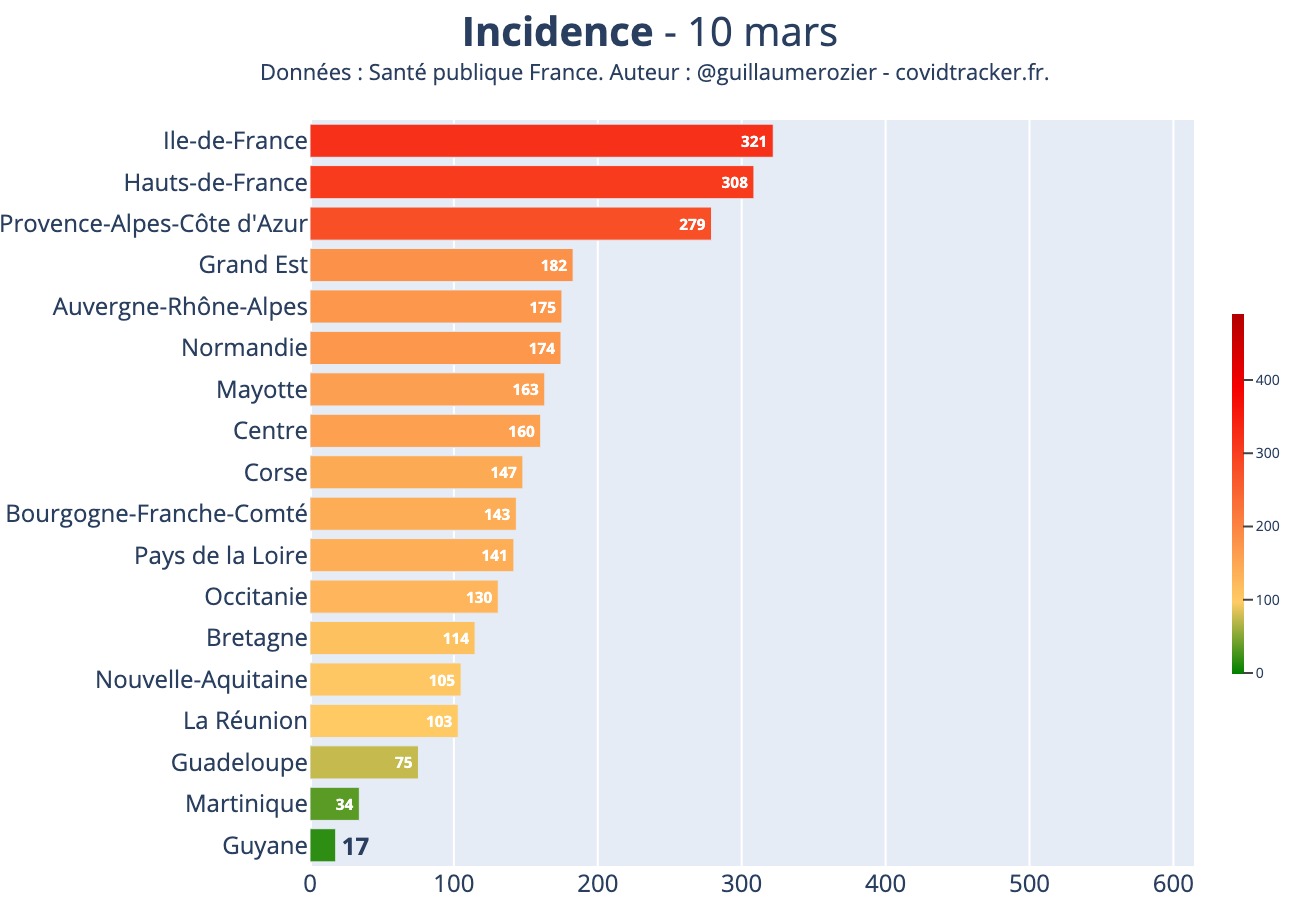 Incidence - 10 mars
Données : Santé publique France. Auteur : @guillaumerozier - covidtracker.fr.
Ile-de-France 321
Hauts-de-France 308
Provence-Alpes-Côte d'Azur 279
Grand Est 182
Auvergne-Rhône-Alpes 175
Normandie 174
Mayotte 163
Centre 160
Corse 147
Bourgogne-Franche-Comté 143
Pays de la Loire 141
Occitanie 130
Bretagne 114
Nouvelle-Aquitaine 105
La Réunion 103
Guadeloupe 75
Martinique 34
Guyane 17
0 100 200 300 400 500 600
400
300
200
100
0